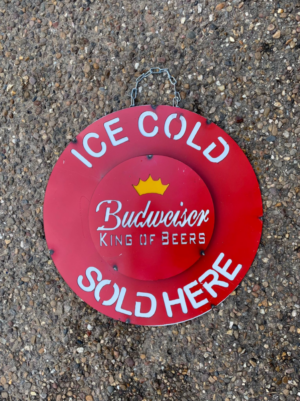 ICE COLD
Budweiser
KING OF BEERS
SOLD HERE